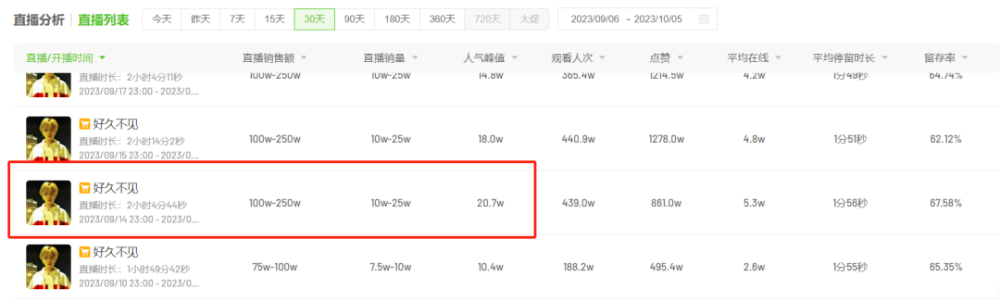 直播分析 直播列表 今天 昨天 7天 15天 30天 90天 180天 360天 720天 大促 2023/09/06 - 2023/10/05
直播/开播时间 直播销售额 直播销量 人气峰值 观看人次 点赞 平均在线 平均停留时长 留存率
直播时长：2小时4分11秒 100w-250w 10w-25w 14.8w 365.4w 1214.5w 4.2w 1分49秒 64.74%
2023/09/17 23:00 - 2023/0...
好久不见
直播时长：2小时14分2秒 100w-250w 10w-25w 18.0w 440.9w 1278.0w 4.8w 1分51秒 62.12%
2023/09/15 23:00 - 2023/0...
好久不见
直播时长：2小时4分44秒 100w-250w 10w-25w 20.7w 439.0w 861.0w 5.3w 1分56秒 67.58%
2023/09/14 23:00 - 2023/0...
好久不见
直播时长：1小时49分42秒 75w-100w 7.5w-10w 10.4w 188.2w 495.4w 2.6w 1分55秒 65.35%
2023/09/10 23:00 - 2023/0...